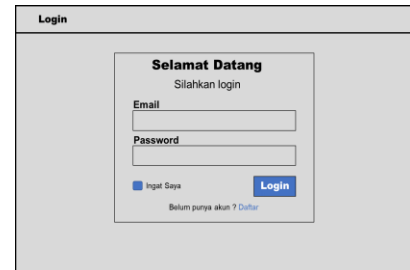 Login
Selamat Datang
Silahkan login
Email
Password
Ingat Saya
Login
Belum punya akun ? Daftar